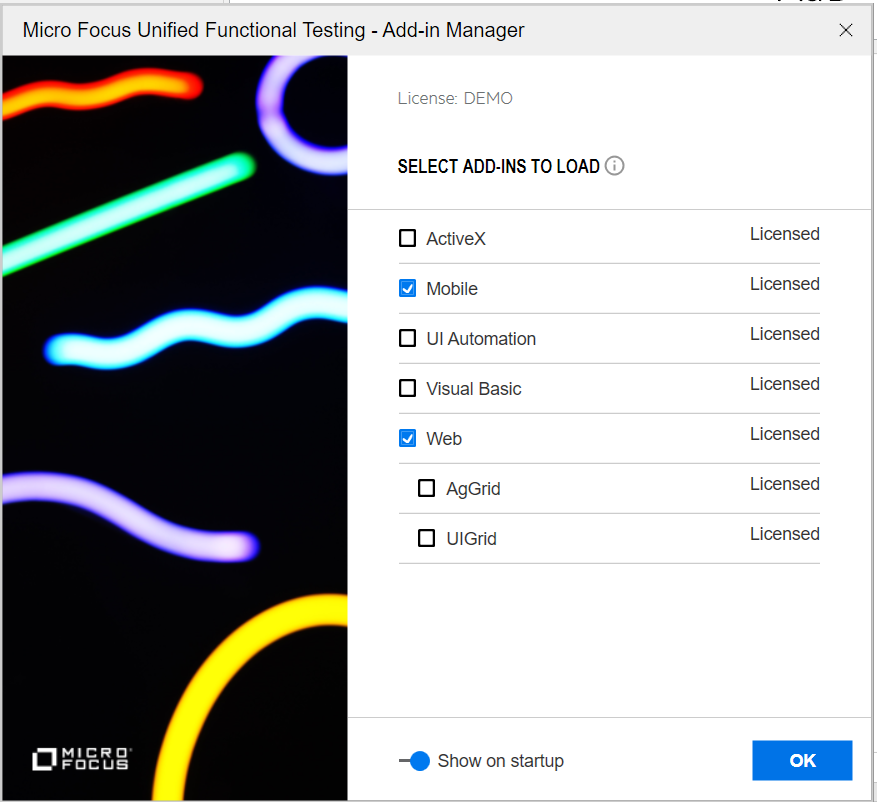 Micro Focus Unified Functional Testing - Add-in Manager
License: DEMO
SELECT ADD-INS TO LOAD
ActiveX Licensed
Mobile Licensed
UI Automation Licensed
Visual Basic Licensed
Web Licensed
AgGrid Licensed
UIGrid Licensed
MICRO
FOCUS
Show on startup
OK